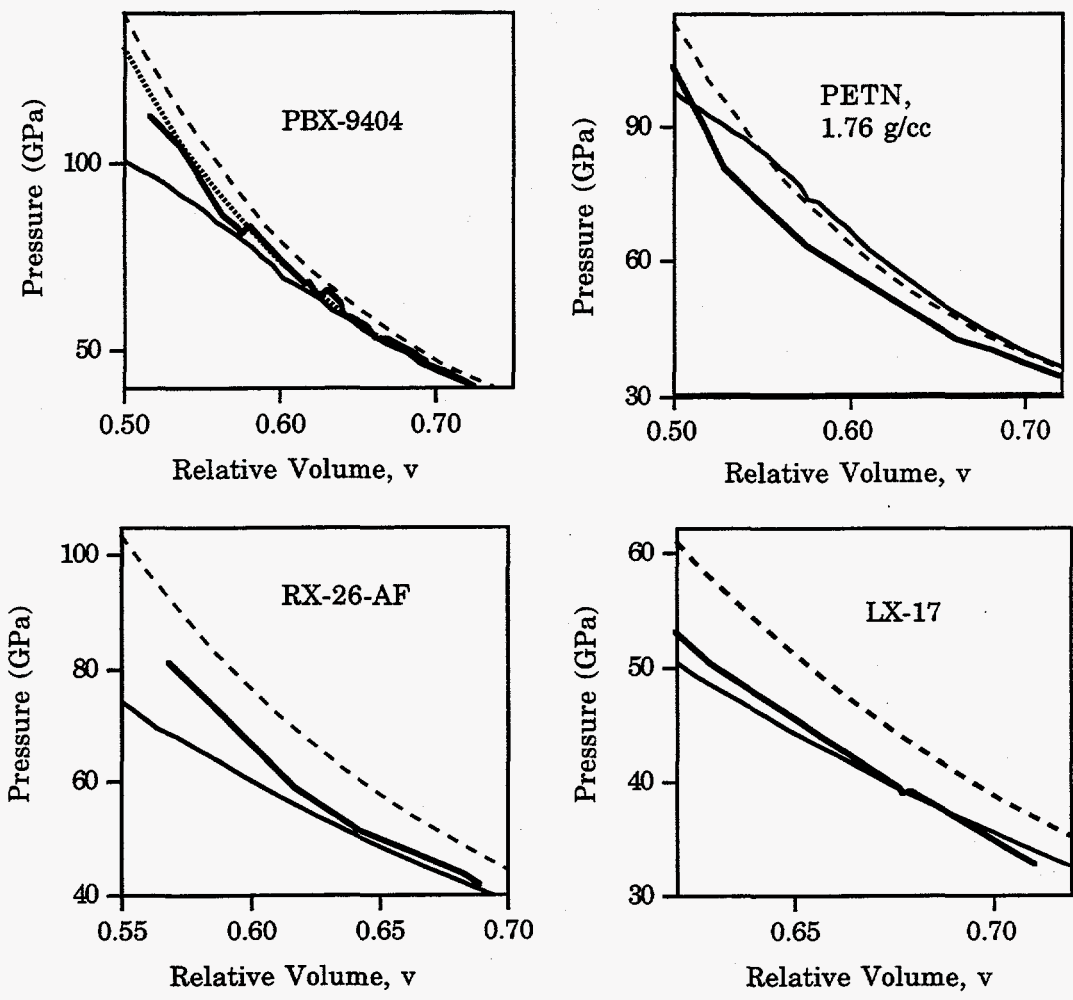 PBX-9404
Pressure (GPa)
100
50
0.50 0.60 0.70
Relative Volume, v
PETN,
1.76 g/cc
Pressure (GPa)
90
60
30
0.50 0.60 0.70
Relative Volume, v
RX-26-AF
Pressure (GPa)
100
80
60
40
0.55 0.60 0.65 0.70
Relative Volume, v
LX-17
Pressure (GPa)
60
50
40
30
0.65 0.70
Relative Volume, v